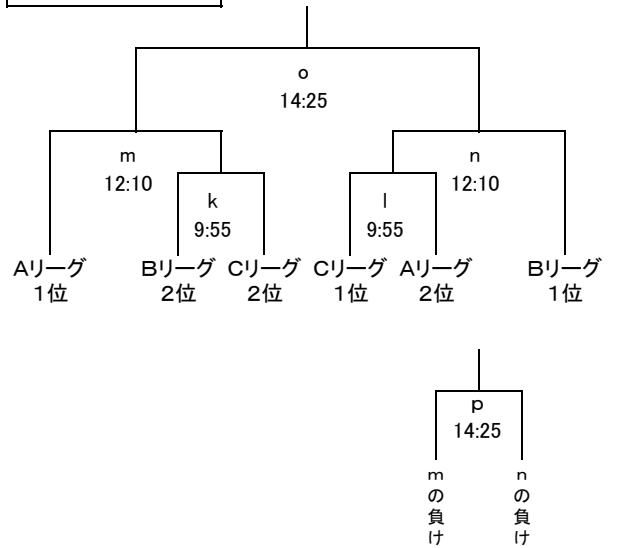 o
14:25
m
n
12:10
12:10
k
l
9:55
9:55
Aリーグ
1位
Bリーグ
2位
Cリーグ
2位
Cリーグ
1位
Aリーグ
2位
Bリーグ
1位
p
14:25
mの負け
nの負け